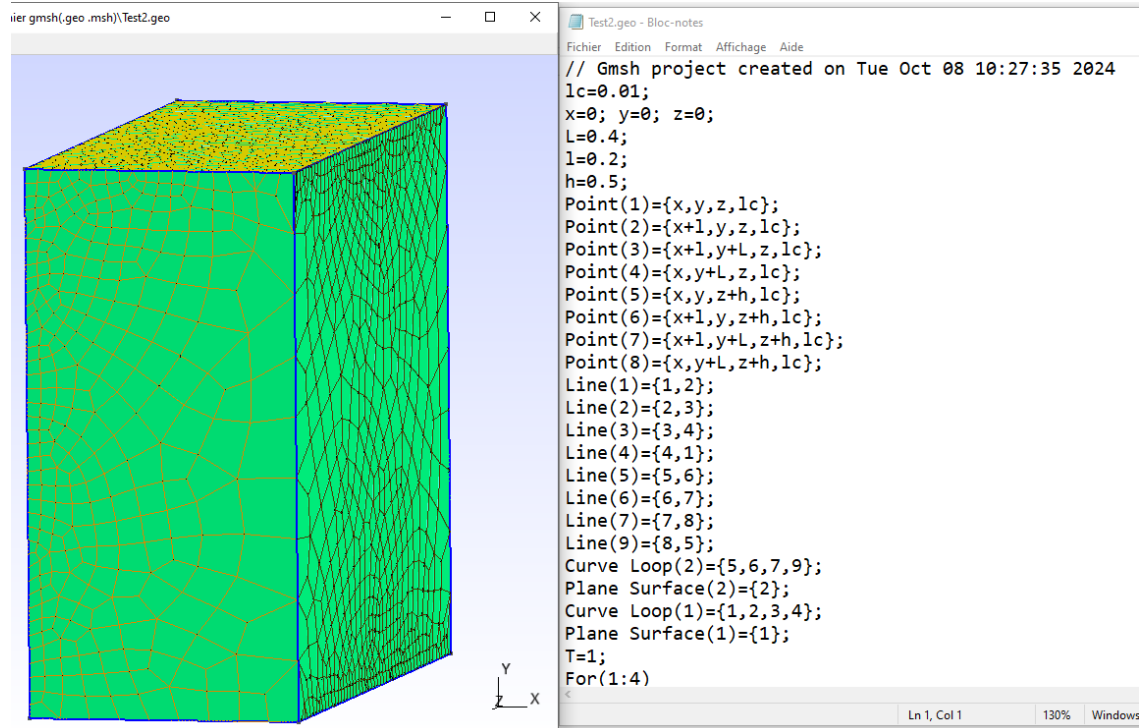 ier gmsh(.geo .msh)\Test2.geo
Y
Z X
Test2.geo - Bloc-notes
Fichier Edition Format Affichage Aide
// Gmsh project created on Tue Oct 08 10:27:35 2024
lc=0.01;
x=0; y=0; z=0;
L=0.4;
l=0.2;
h=0.5;
Point(1)={x,y,z,lc};
Point(2)={x+l,y,z,lc};
Point(3)={x+l,y+L,z,lc};
Point(4)={x,y+L,z,lc};
Point(5)={x,y,z+h,lc};
Point(6)={x+l,y,z+h,lc};
Point(7)={x+l,y+L,z+h,lc};
Point(8)={x,y+L,z+h,lc};
Line(1)={1,2};
Line(2)={2,3};
Line(3)={3,4};
Line(4)={4,1};
Line(5)={5,6};
Line(6)={6,7};
Line(7)={7,8};
Line(9)={8,5};
Curve Loop(2)={5,6,7,9};
Plane Surface(2)={2};
Curve Loop(1)={1,2,3,4};
Plane Surface(1)={1};
T=1;
For(1:4)
Ln 1, Col 1 130% Windows